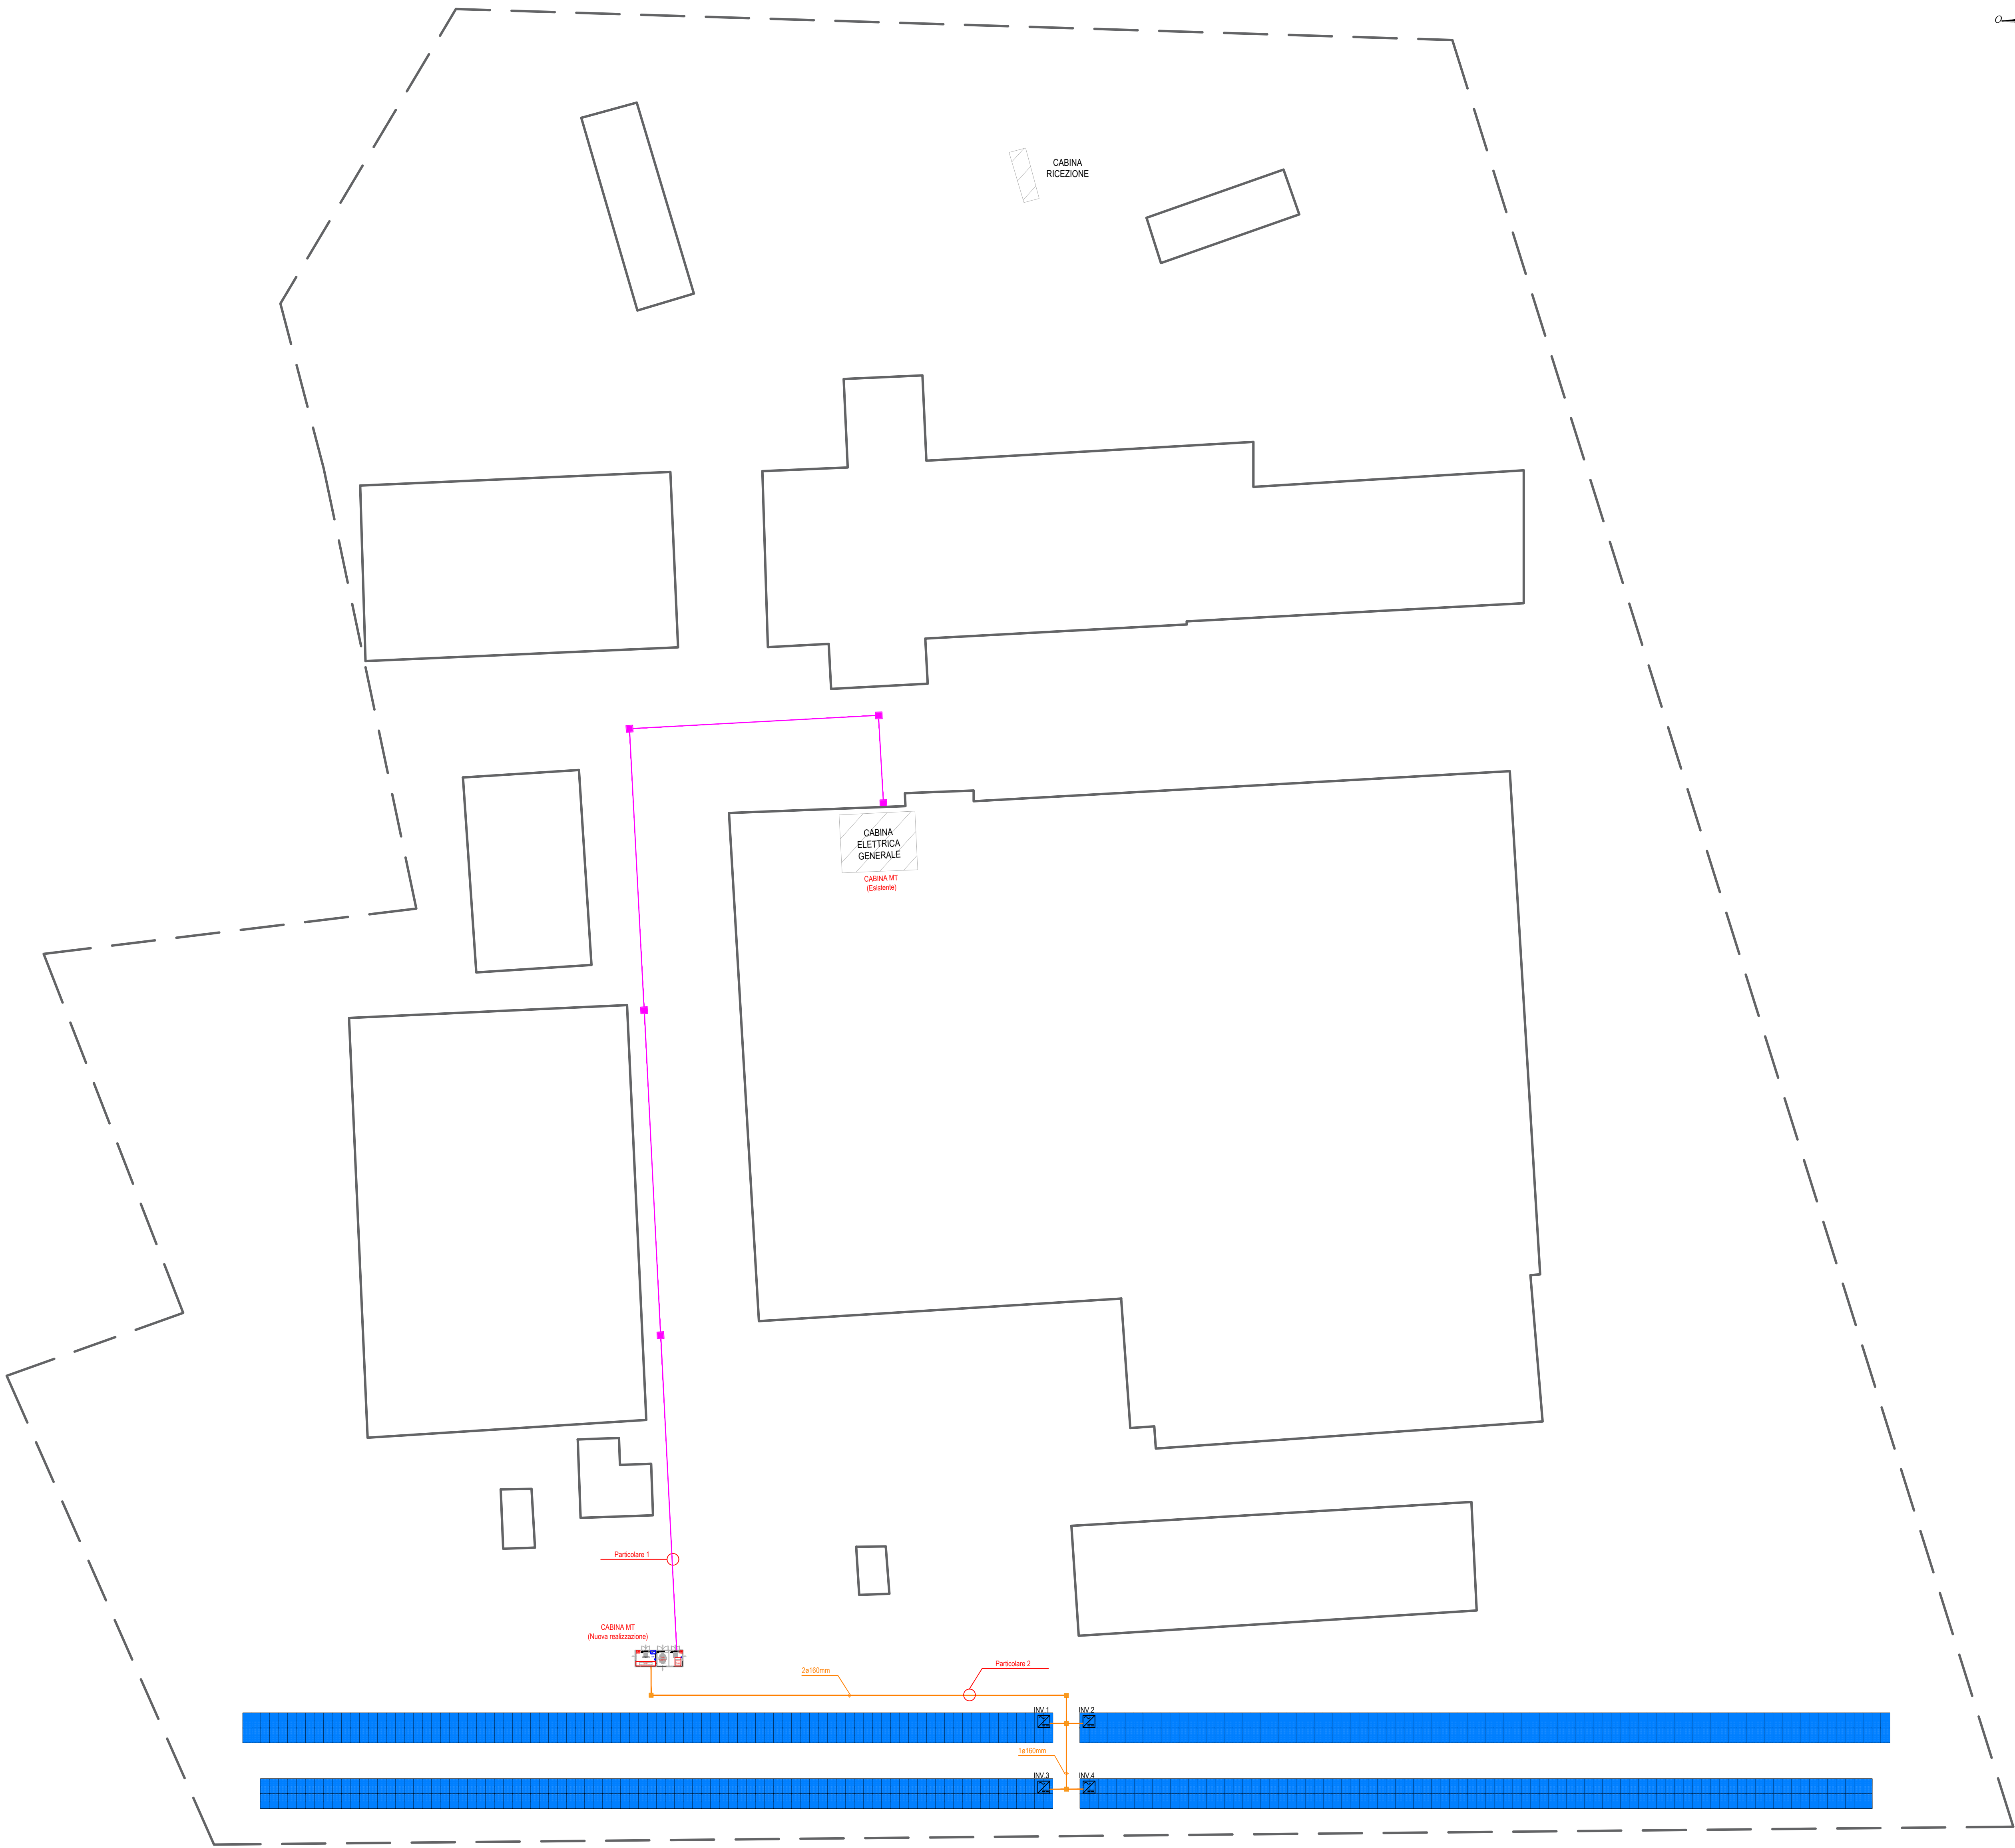 O
CABINA
RICEZIONE
CABINA
ELETTRICA
GENERALE
CABINA MT
(Esistente)
Particolare 1
CABINA MT
(Nuova realizzazione)
2ø160mm
Particolare 2
INV.1
INV.2
1ø160mm
INV.3
INV.4